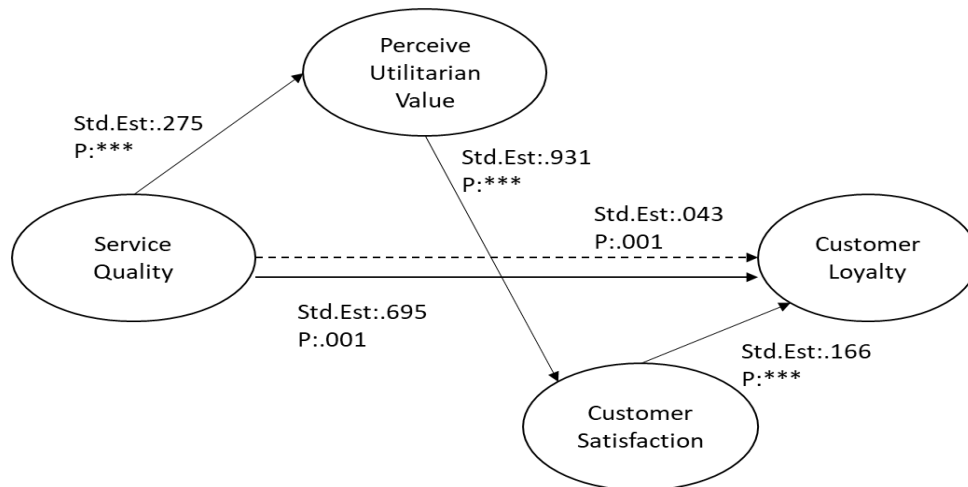 Perceive
Utilitarian
Value
Std.Est:.275
P:***
Std.Est:.931
P:***
Service
Quality
Std.Est:.043
P:.001
Customer
Loyalty
Std.Est:.695
P:.001
Std.Est:.166
P:***
Customer
Satisfaction